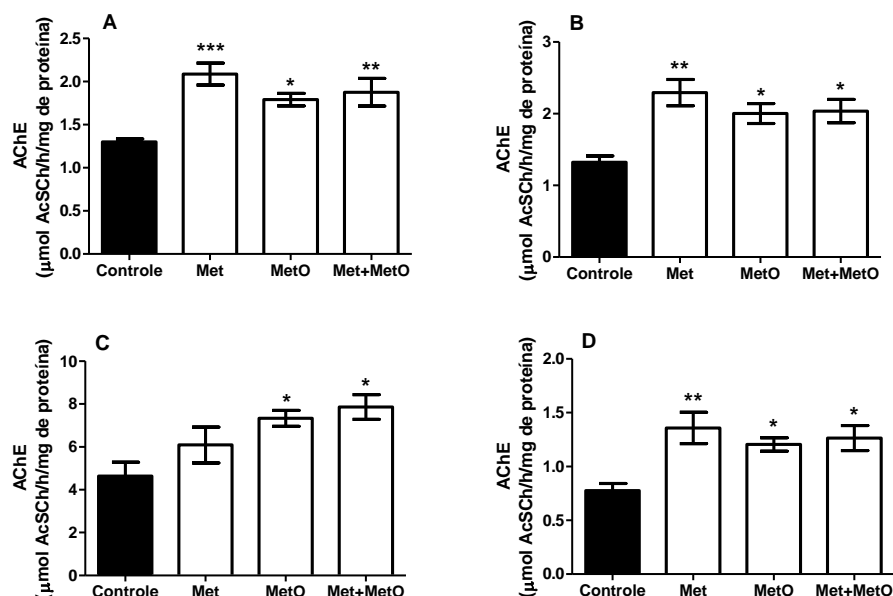 A
AChE
(µmol AcSCh/h/mg de proteína)
2.5
2.0
1.5
1.0
0.5
0.0
***
*
**
Controle Met MetO Met+MetO
B
AChE
(µmol AcSCh/h/mg de proteína)
3
2
1
0
**
*
*
Controle Met MetO Met+MetO
C
AChE
(µmol AcSCh/h/mg de proteína)
10
8
6
4
2
0
*
*
Controle Met MetO Met+MetO
D
AChE
(µmol AcSCh/h/mg de proteína)
2.0
1.5
1.0
0.5
0.0
**
*
*
Controle Met MetO Met+MetO